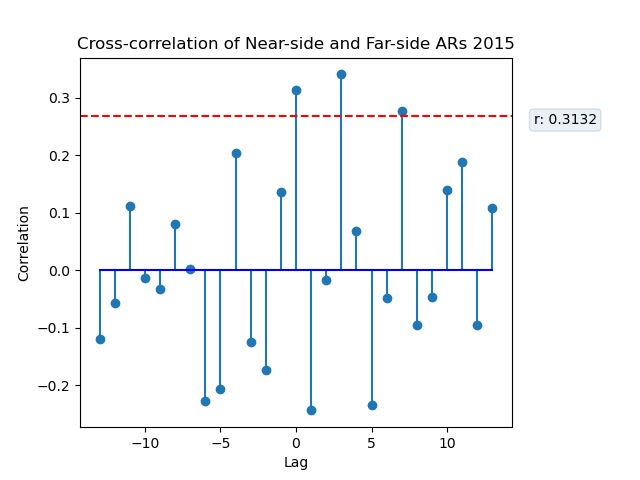 Cross-correlation of Near-side and Far-side ARs 2015
0.3
0.2
0.1
0.0
−0.1
−0.2
Correlation
r: 0.3132
−10
−5
0
5
10
Lag